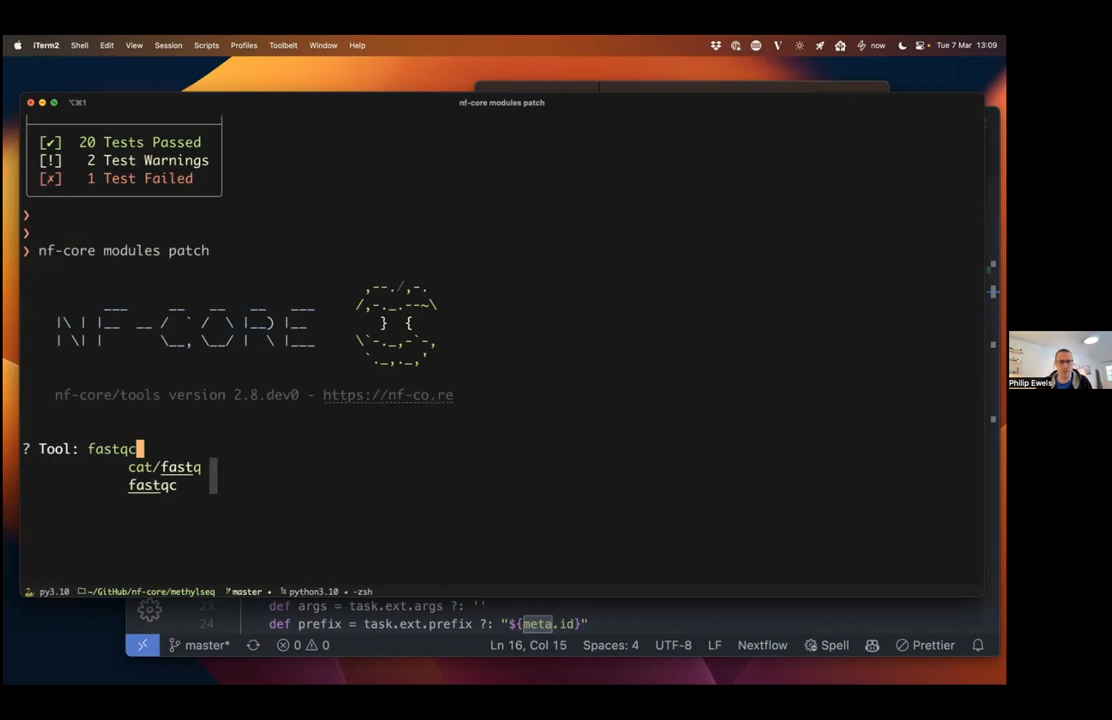 iTerm2 Shell Edit View Session Scripts Profiles Toolbelt Window Help now Tue 7 Mar 13:09
⌥⌘1 nf-core modules patch
[✔] 20 Tests Passed
[!] 2 Test Warnings
[✗] 1 Test Failed
❯
❯
❯ nf-core modules patch
NF-CORE
nf-core/tools version 2.8.dev0 - https://nf-co.re
? Tool: fastqc
cat/fastq
fastqc
py3.10 ~/GitHub/nf-core/methylseq master • python3.10 ◂ -zsh
23 def args = task.ext.args ?: ''
24 def prefix = task.ext.prefix ?: "${meta.id}"
master* 0 0 Ln 16, Col 15 Spaces: 4 UTF-8 LF Nextflow Spell Prettier
Philip Ewels